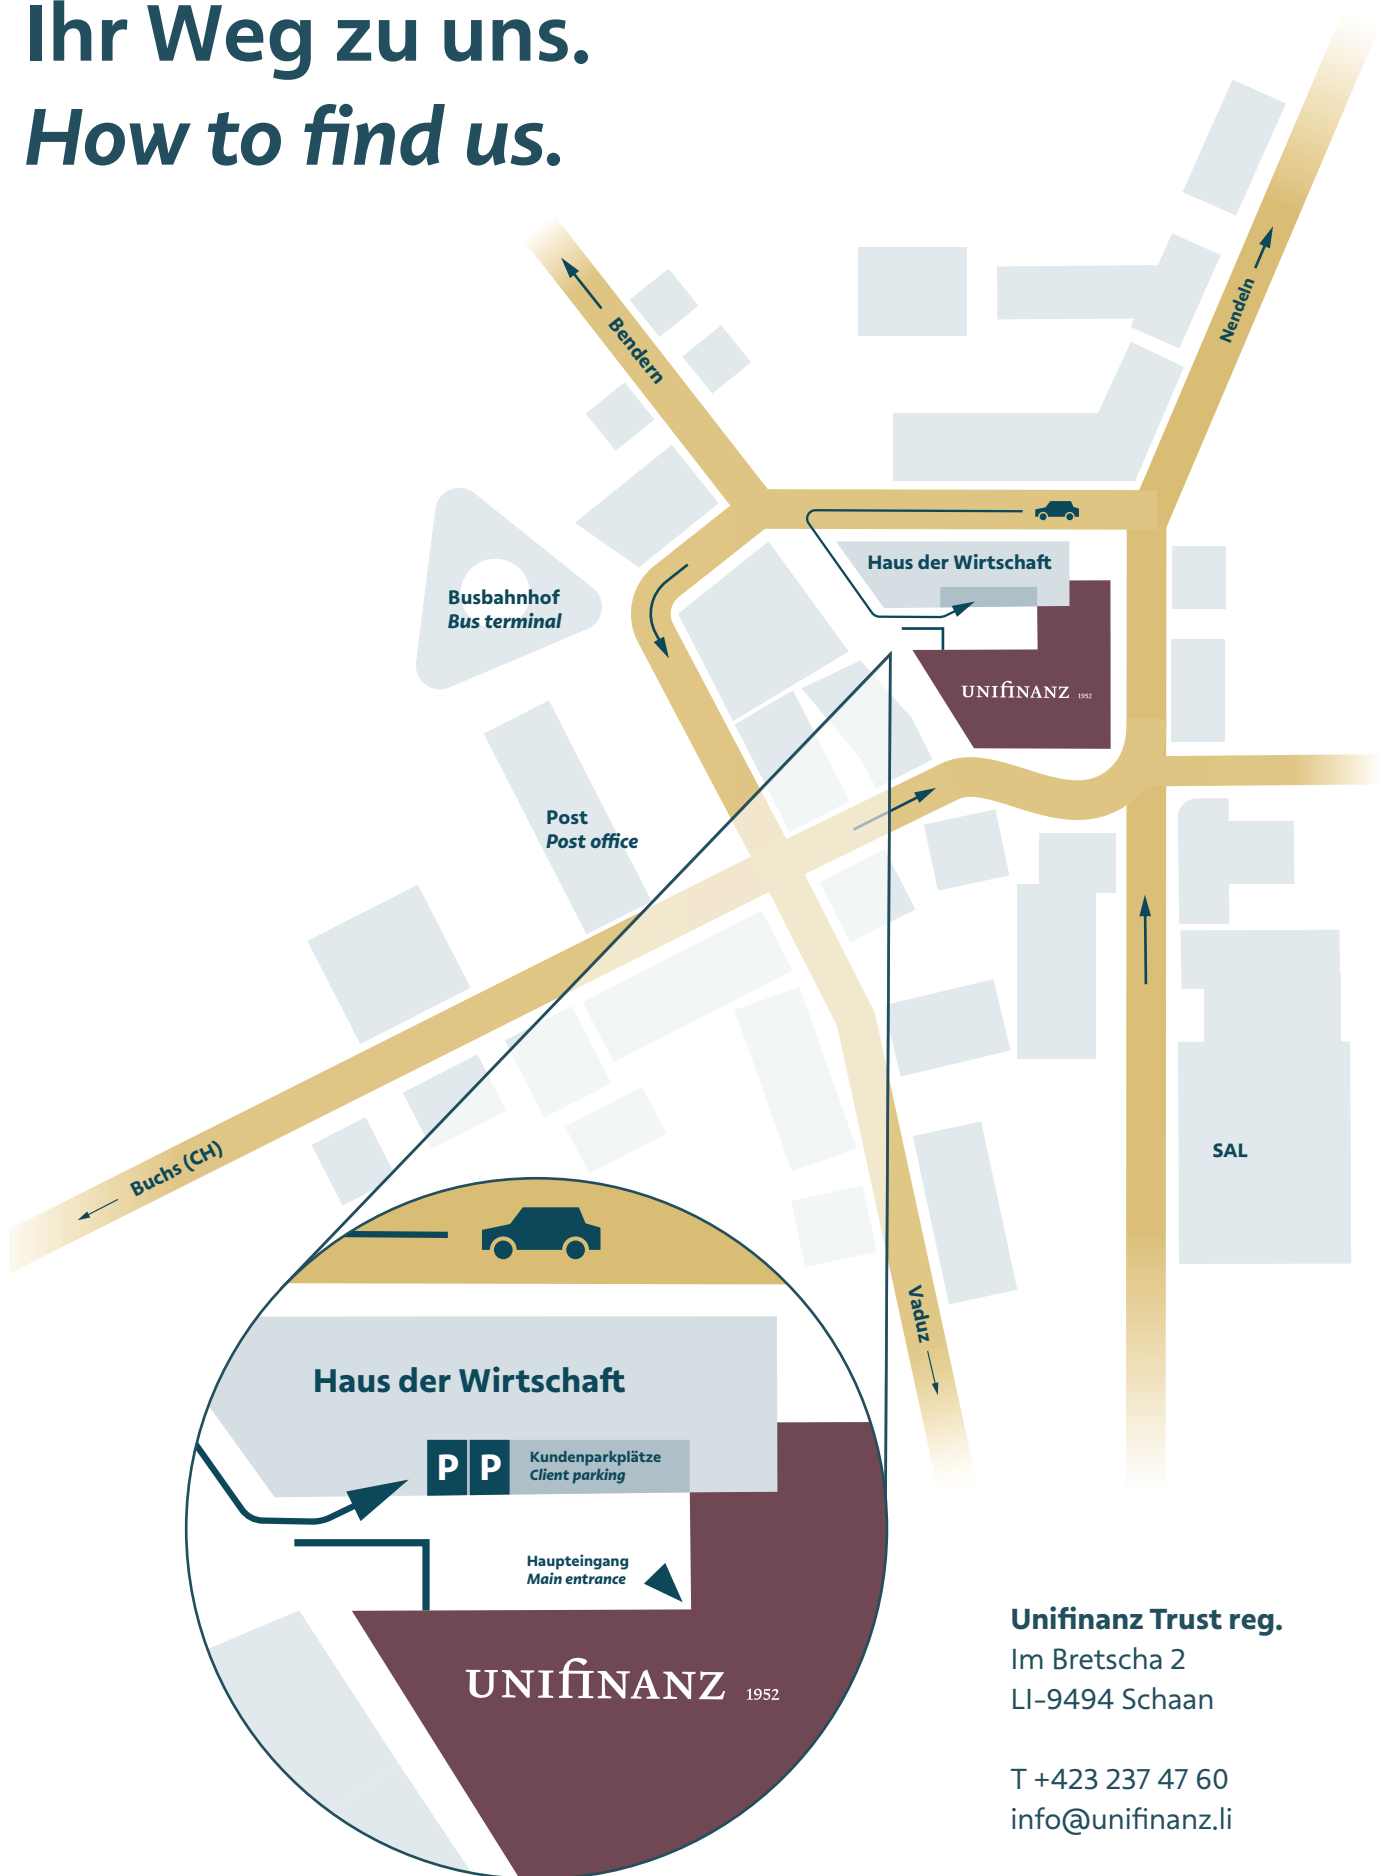 Ihr Weg zu uns.
How to find us.
Bendern
Nendeln
Haus der Wirtschaft
Busbahnhof
Bus terminal
UNIfINANZ 1952
Post
Post office
Buchs (CH)
SAL
Vaduz
Haus der Wirtschaft
P P
Kundenparkplätze
Client parking
Haupteingang
Main entrance
UNIfINANZ 1952
Unifinanz Trust reg.
Im Bretscha 2
LI-9494 Schaan
T +423 237 47 60
info@unifinanz.li